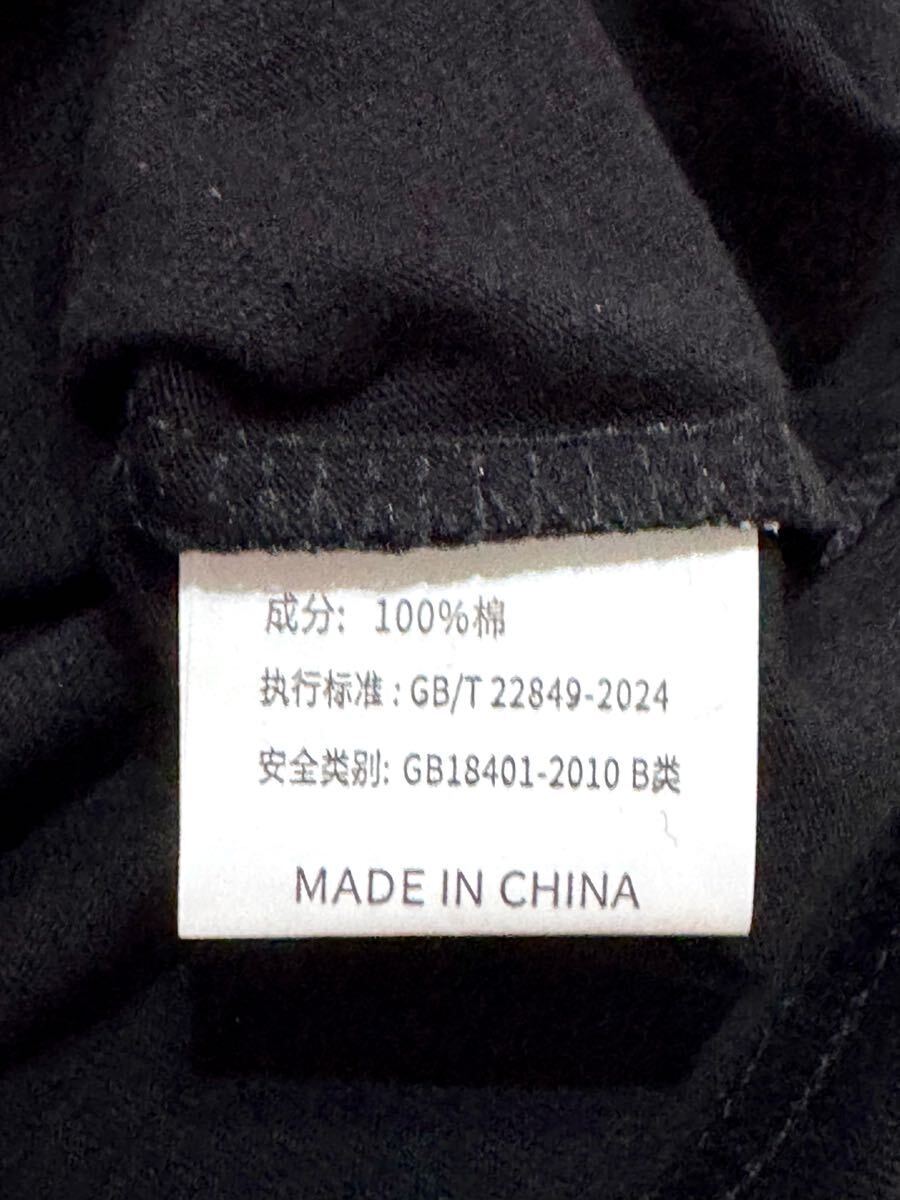 成分: 100%棉
执行标准: GB/T 22849-2024
安全类别: GB18401-2010 B类
MADE IN CHINA